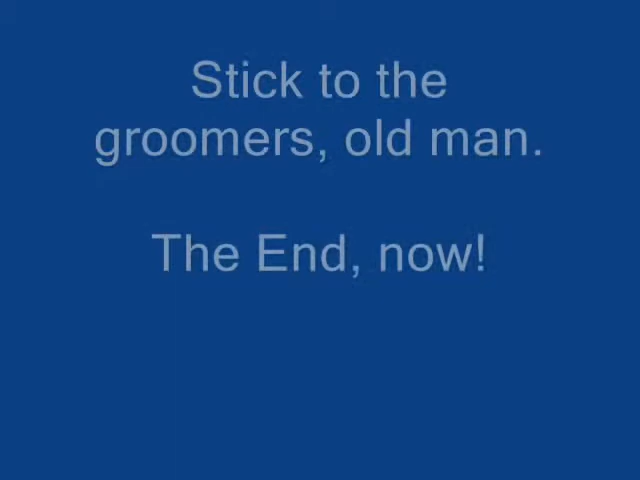 Stick to the
groomers, old man.
The End, now!